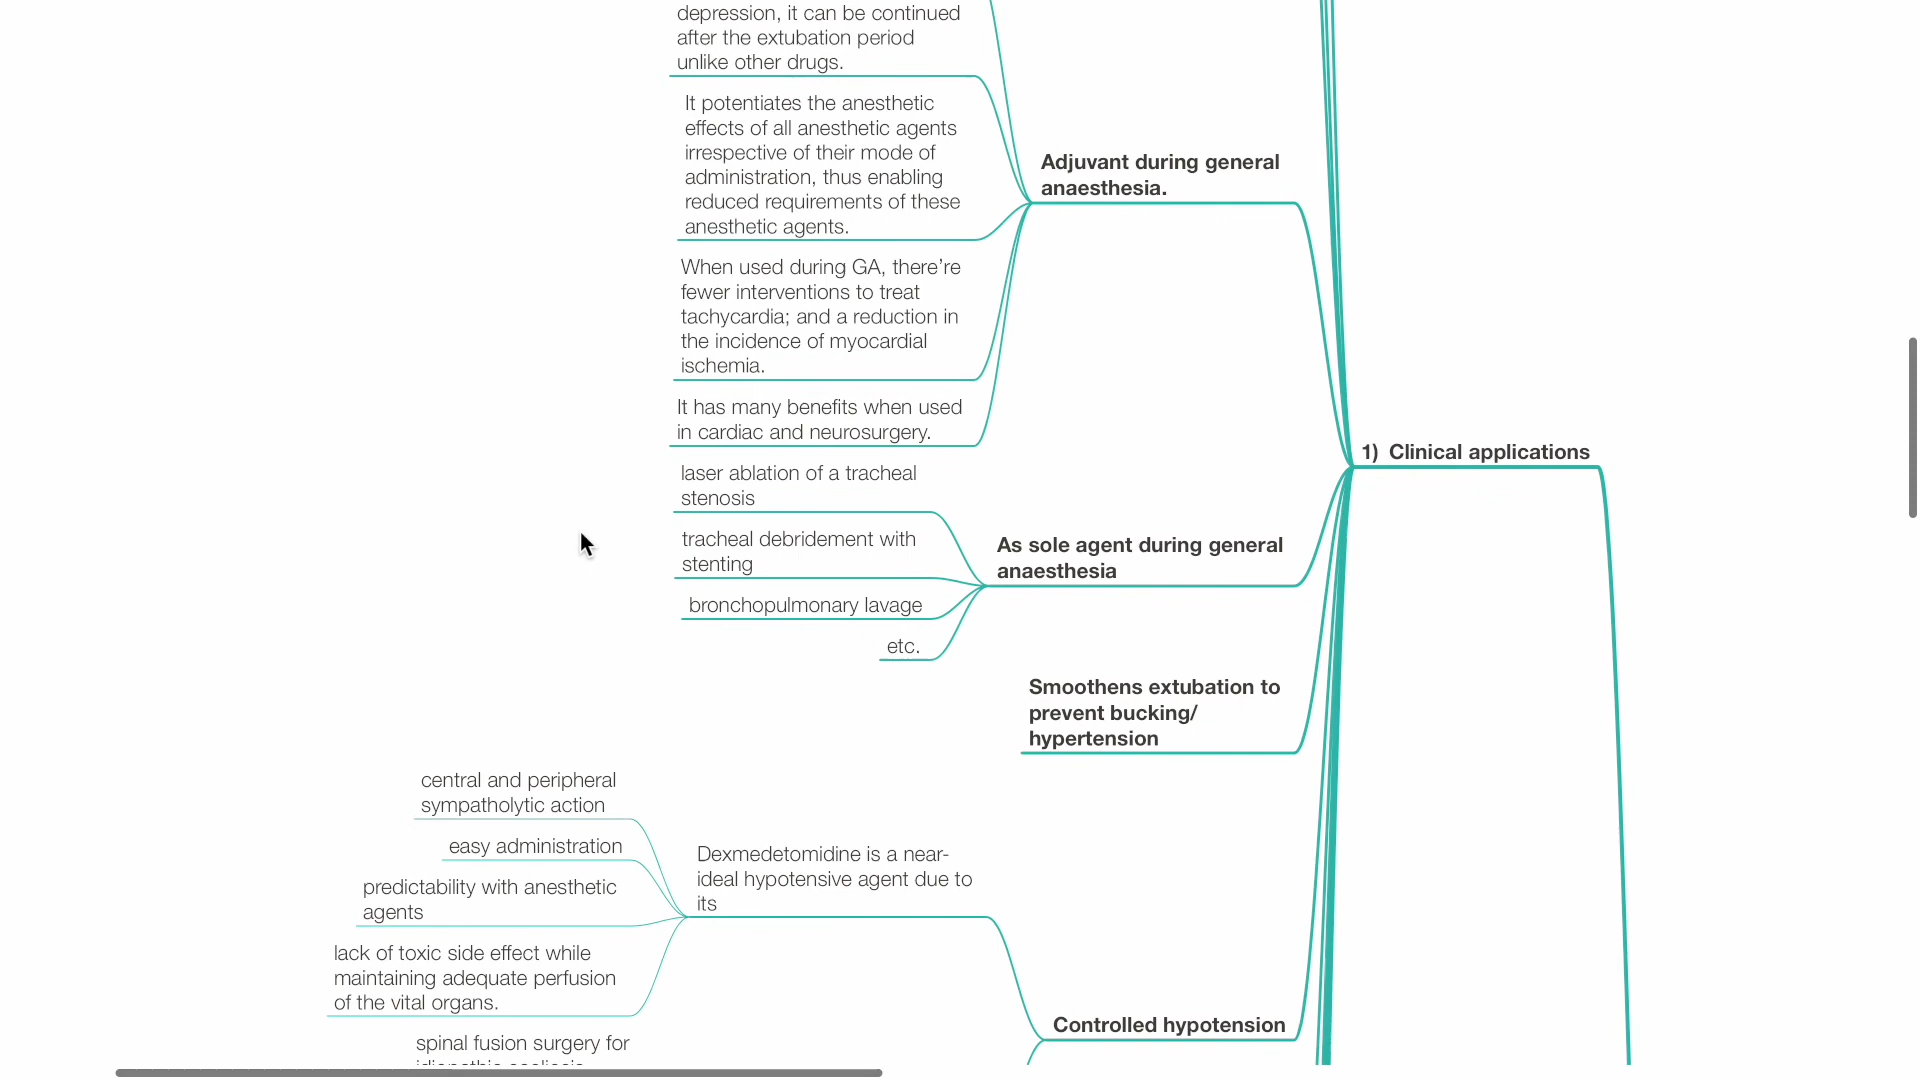 depression, it can be continued
after the extubation period
unlike other drugs.
It potentiates the anesthetic
effects of all anesthetic agents
irrespective of their mode of
administration, thus enabling
reduced requirements of these
anesthetic agents.
When used during GA, there’re
fewer interventions to treat
tachycardia; and a reduction in
the incidence of myocardial
ischemia.
It has many benefits when used
in cardiac and neurosurgery.
Adjuvant during general
anaesthesia.
1) Clinical applications
laser ablation of a tracheal
stenosis
tracheal debridement with
stenting
bronchopulmonary lavage
etc.
As sole agent during general
anaesthesia
Smoothens extubation to
prevent bucking/
hypertension
central and peripheral
sympatholytic action
easy administration
predictability with anesthetic
agents
lack of toxic side effect while
maintaining adequate perfusion
of the vital organs.
Dexmedetomidine is a near-
ideal hypotensive agent due to
its
Controlled hypotension
spinal fusion surgery for